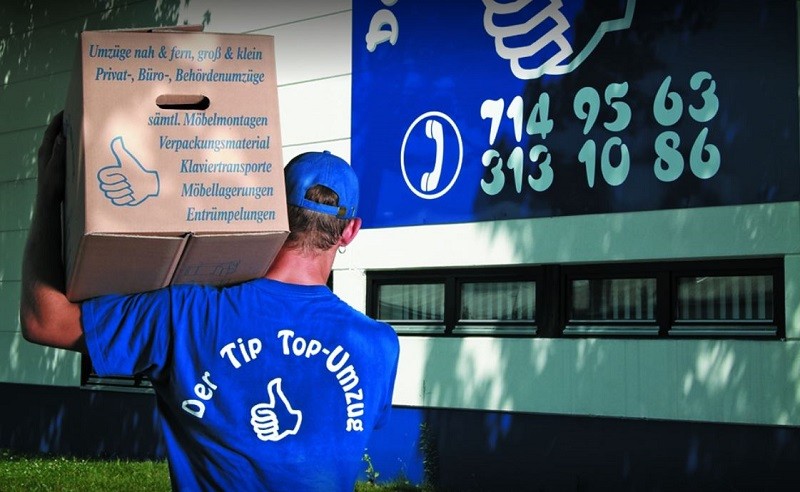 Umzüge nah & fern, groß & klein
Privat-, Büro-, Behördenumzüge
sämtl. Möbelmontagen
Verpackungsmaterial
Klaviertransporte
Möbellagerungen
Entrümpelungen
714 95 63
313 10 86
Der Tip Top-Umzug